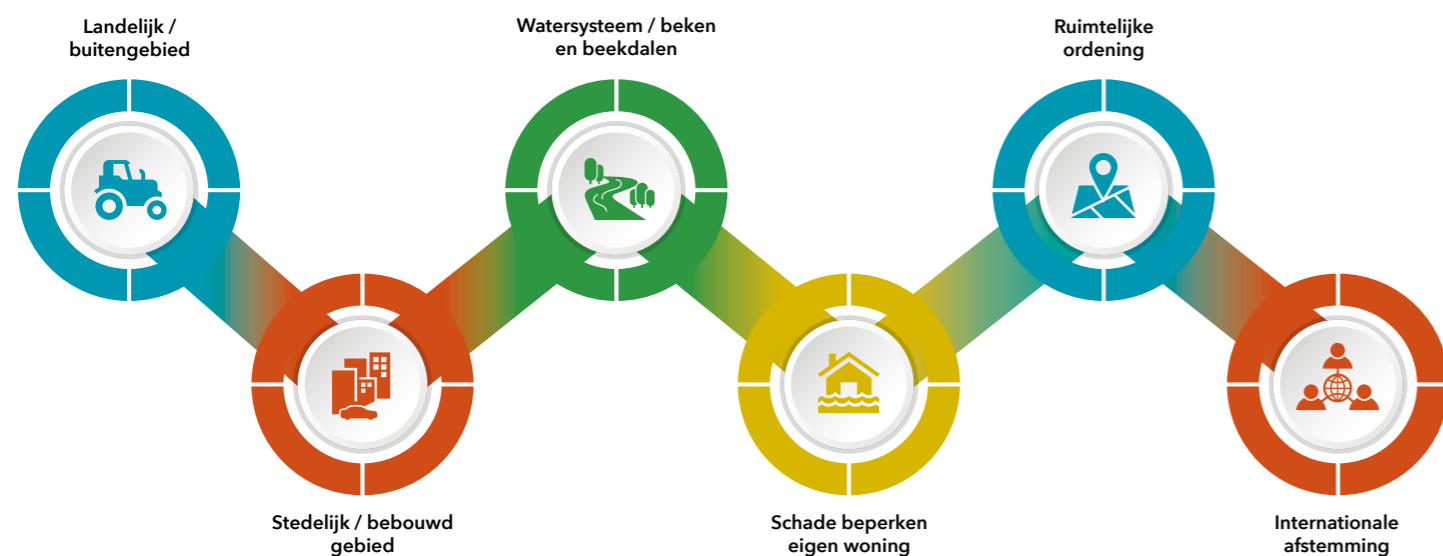 Landelijk /
buitengebied
Stedelijk / bebouwd
gebied
Watersysteem / beken
en beekdalen
Schade beperken
eigen woning
Ruimtelijke
ordening
Internationale
afstemming